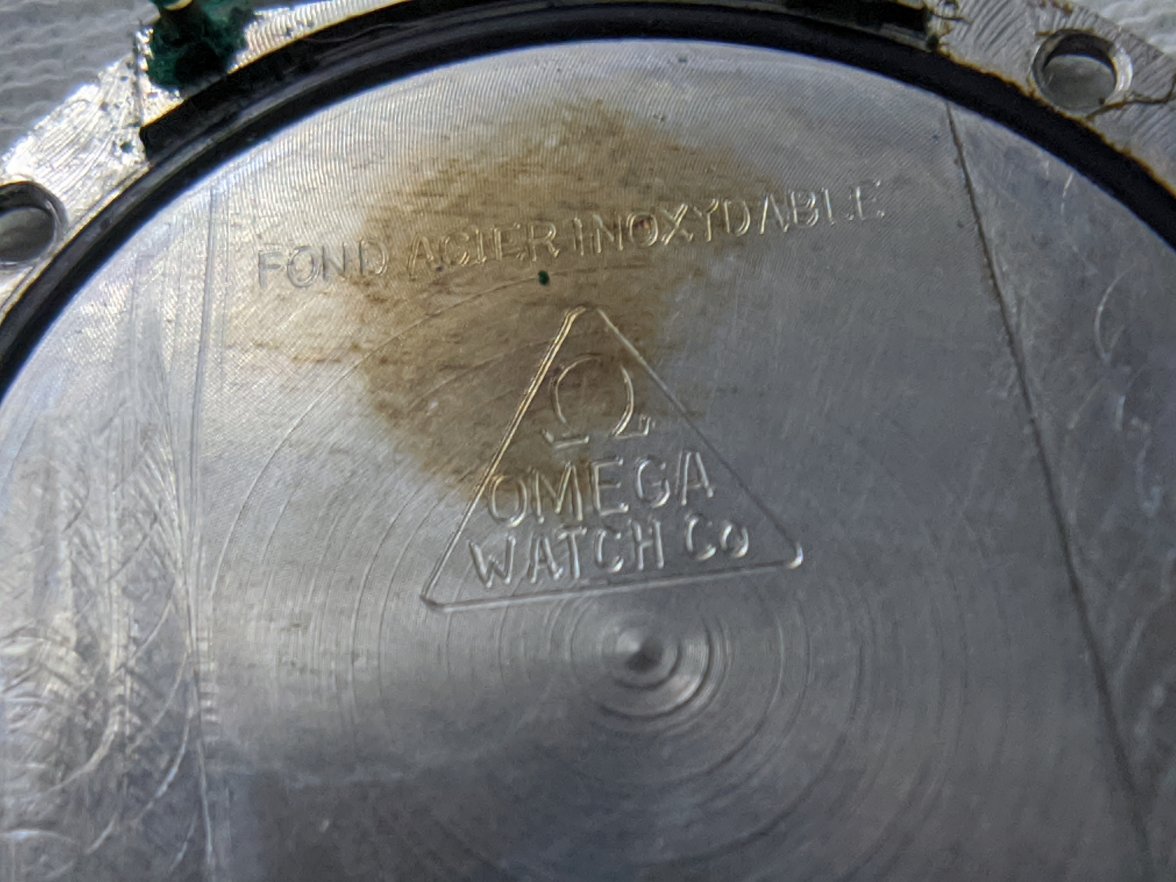 FOND ACIER INOXYDABLE
Ω
OMEGA
WATCH Co